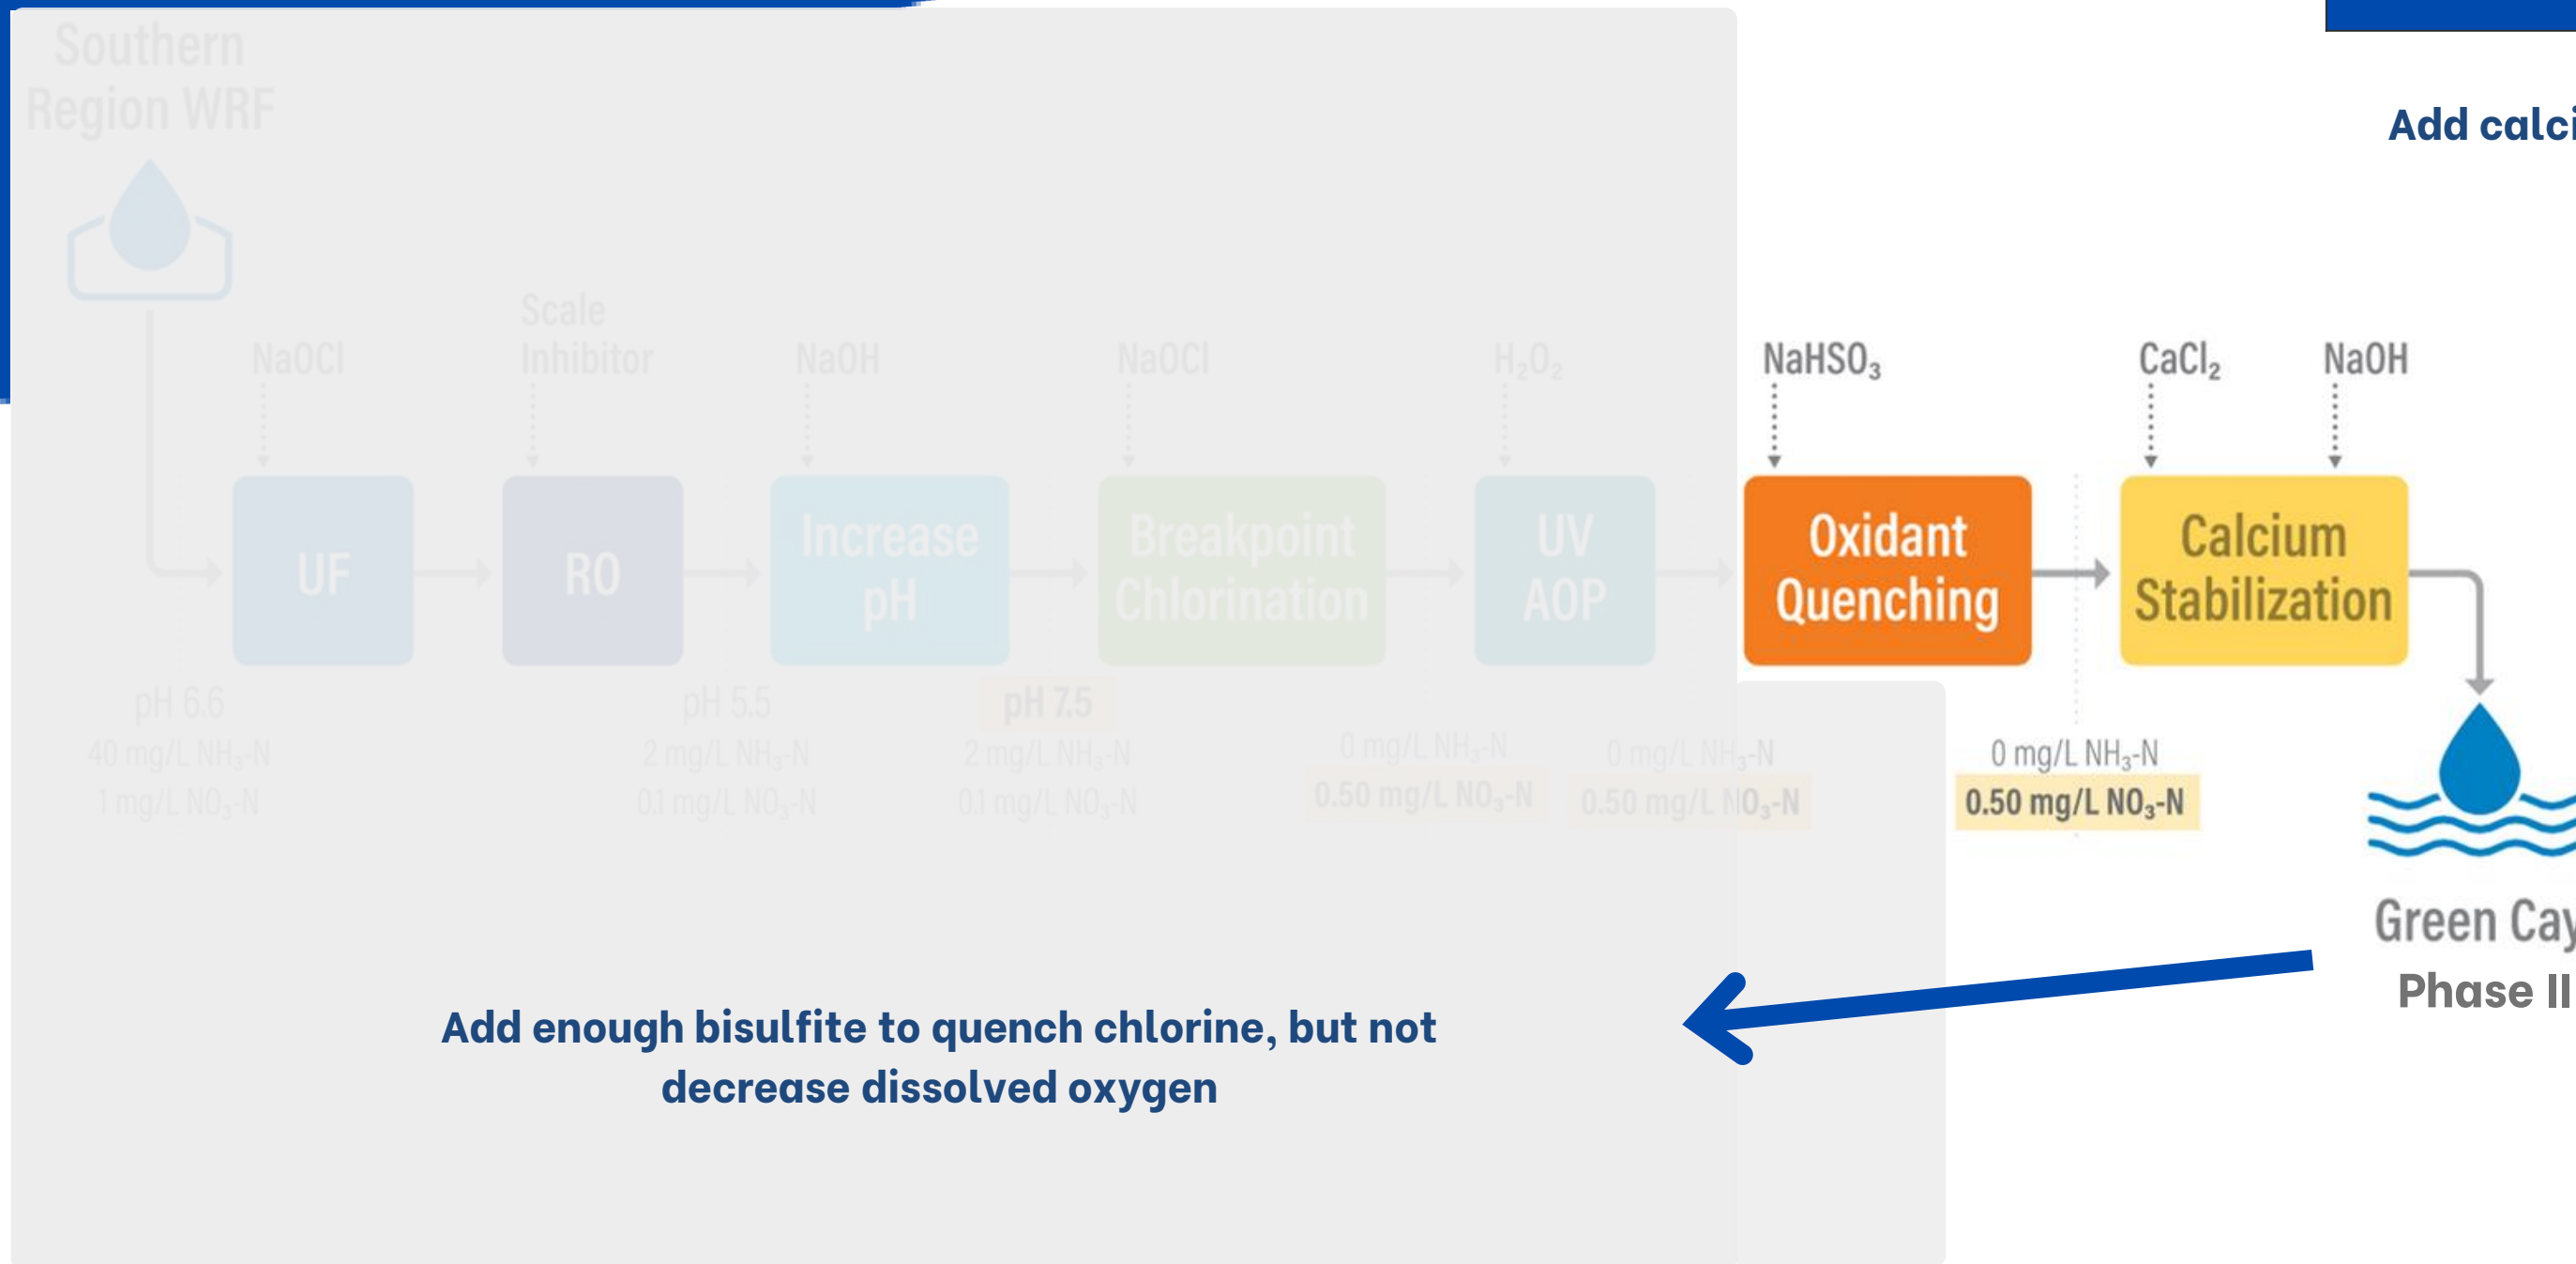 Southern
Region WRF
Add calci
Scale
Inhibitor
NaOCl
NaOH
NaOCl
H₂O₂
NaHSO₃
CaCl₂
NaOH
UF
RO
Increase
pH
Breakpoint
Chlorination
UV
AOP
Oxidant
Quenching
Calcium
Stabilization
pH 6.6
40 mg/L NH₃-N
1 mg/L NO₃-N
pH 5.5
2 mg/L NH₃-N
0.1 mg/L NO₃-N
pH 7.5
2 mg/L NH₃-N
0.1 mg/L NO₃-N
0 mg/L NH₃-N
0.50 mg/L NO₃-N
0 mg/L NH₃-N
0.50 mg/L NO₃-N
0 mg/L NH₃-N
0.50 mg/L NO₃-N
Green Cay
Phase II
Add enough bisulfite to quench chlorine, but not
decrease dissolved oxygen